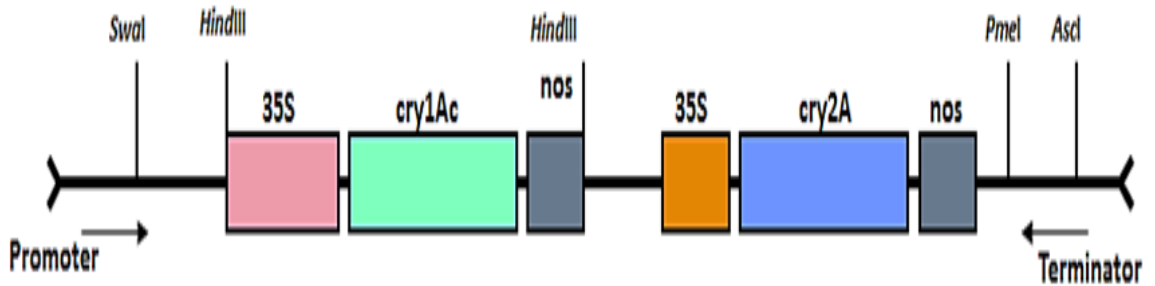 SwaI
HindIII
HindIII
PmeI
AscI
35S
cry1Ac
nos
35S
cry2A
nos
Promoter
Terminator